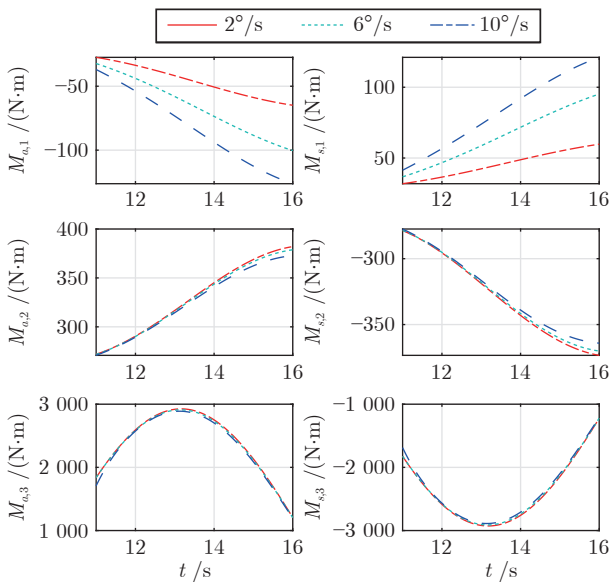 2°/s 6°/s 10°/s
M_{a,1} /(N·m)
−50
−100
12 14 16
M_{s,1} /(N·m)
100
50
12 14 16
M_{a,2} /(N·m)
400
350
300
12 14 16
M_{s,2} /(N·m)
−300
−350
12 14 16
M_{a,3} /(N·m)
3 000
2 000
1 000
12 14 16
t /s
M_{s,3} /(N·m)
−1 000
−2 000
−3 000
12 14 16
t /s